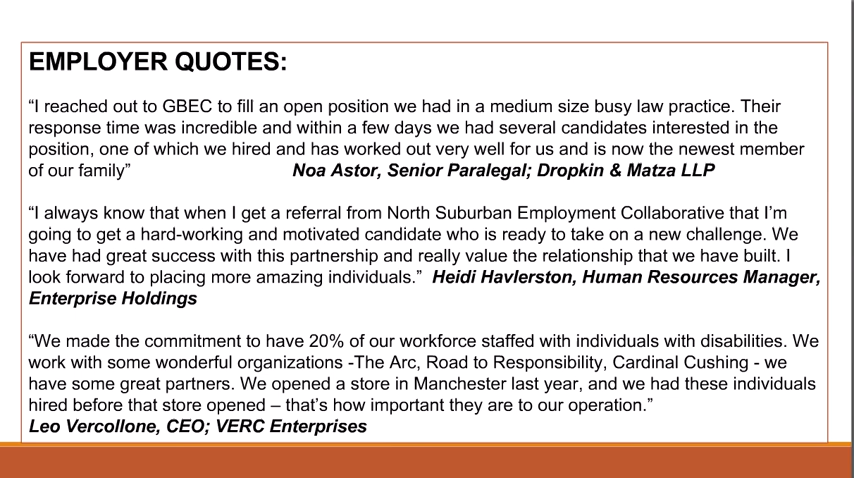 EMPLOYER QUOTES:
“I reached out to GBEC to fill an open position we had in a medium size busy law practice. Their
response time was incredible and within a few days we had several candidates interested in the
position, one of which we hired and has worked out very well for us and is now the newest member
of our family” Noa Astor, Senior Paralegal; Dropkin & Matza LLP
“I always know that when I get a referral from North Suburban Employment Collaborative that I’m
going to get a hard-working and motivated candidate who is ready to take on a new challenge. We
have had great success with this partnership and really value the relationship that we have built. I
look forward to placing more amazing individuals.” Heidi Havlerston, Human Resources Manager,
Enterprise Holdings
“We made the commitment to have 20% of our workforce staffed with individuals with disabilities. We
work with some wonderful organizations -The Arc, Road to Responsibility, Cardinal Cushing - we
have some great partners. We opened a store in Manchester last year, and we had these individuals
hired before that store opened – that’s how important they are to our operation.”
Leo Vercollone, CEO; VERC Enterprises